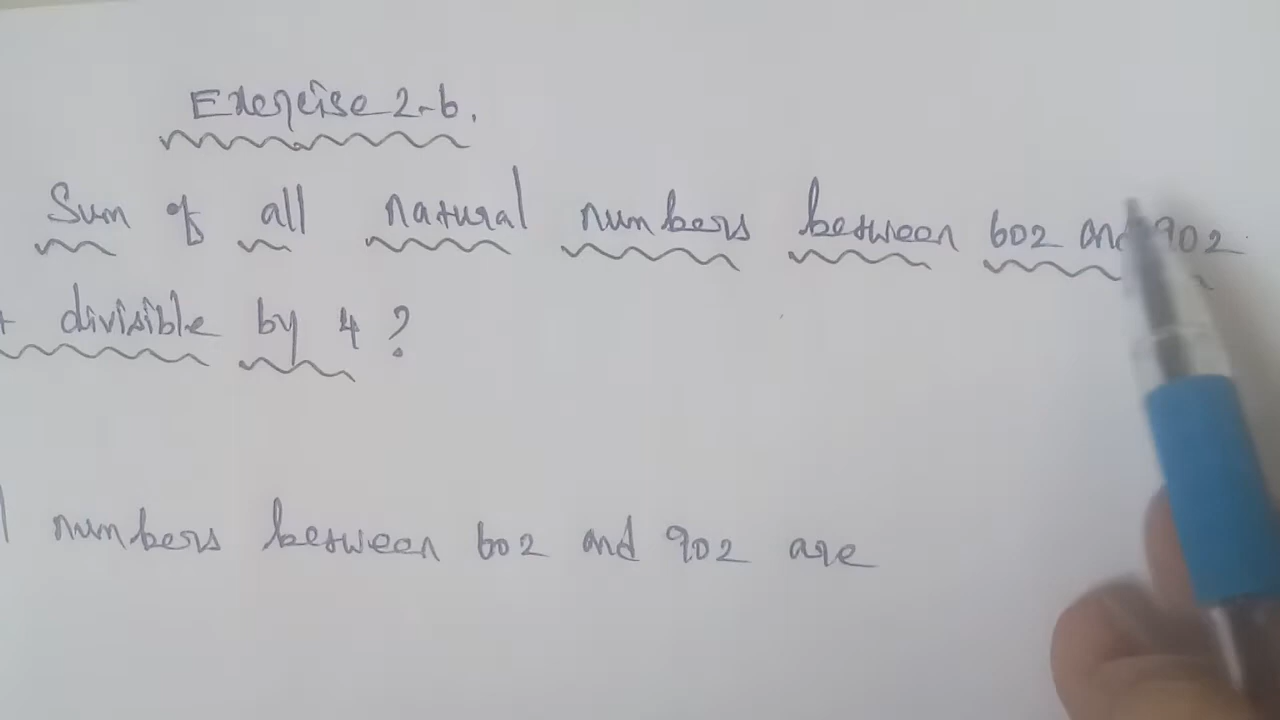 Exercise 2.6.
Sum of all natural numbers between 602 and 902
divisible by 4 ?
numbers between 602 and 902 are